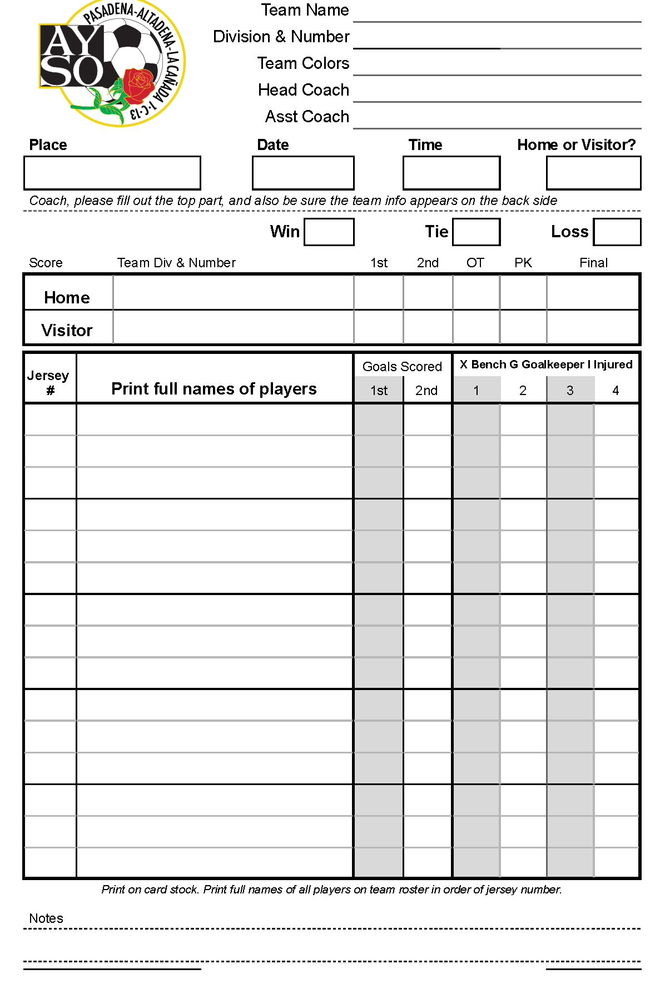 PASADENA-ALTADENA-LA CAÑADA 1-C-13
AY
SO
Team Name
Division & Number
Team Colors
Head Coach
Asst Coach
Place Date Time Home or Visitor?
Coach, please fill out the top part, and also be sure the team info appears on the back side
Win Tie Loss
Score Team Div & Number 1st 2nd OT PK Final
Home
Visitor
Jersey # Print full names of players Goals Scored X Bench G Goalkeeper I Injured
1st 2nd 1 2 3 4
Print on card stock. Print full names of all players on team roster in order of jersey number.
Notes